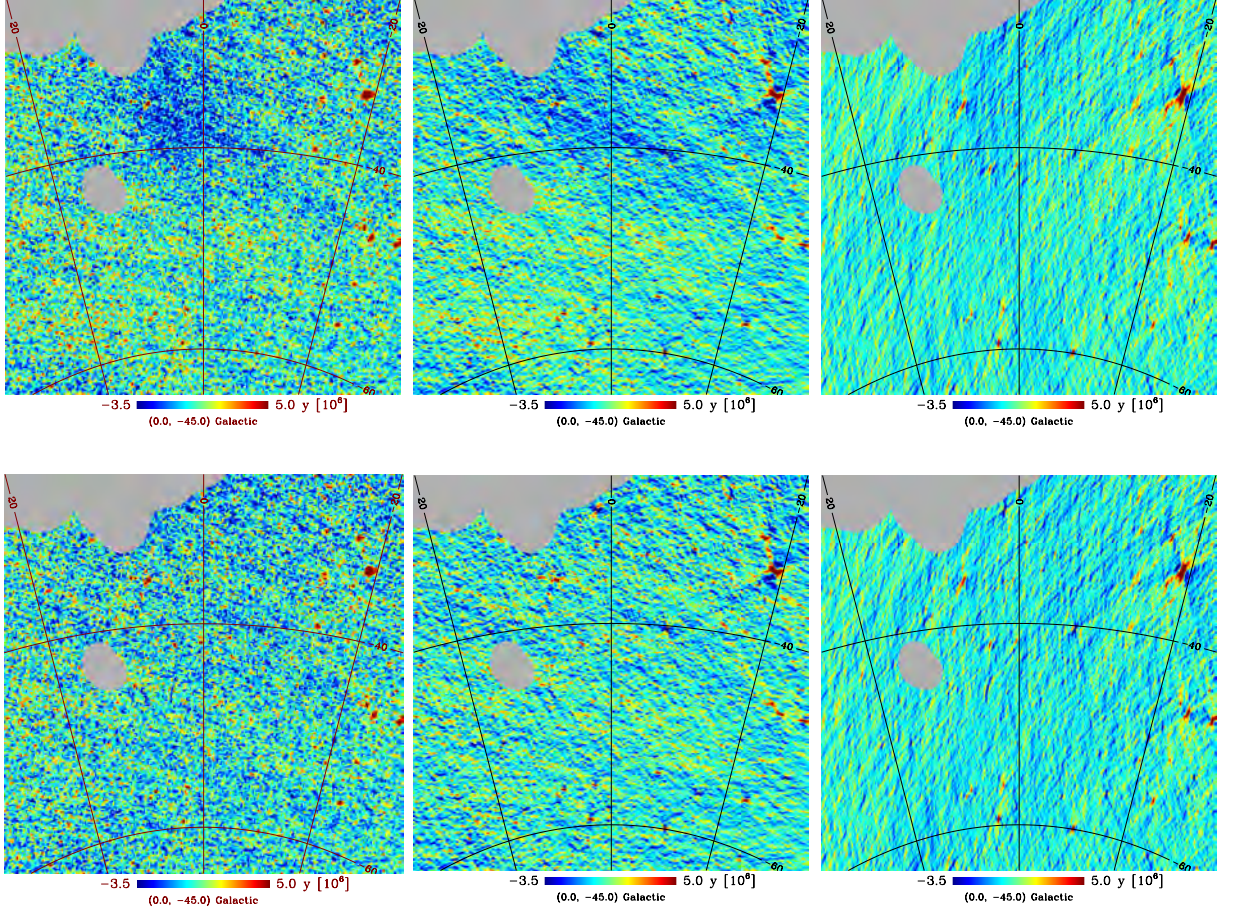 20 0 -20 20 0 -20 20 0 -20
-40 -40 -40
-60 -60 -60
−3.5 5.0 y [10⁶] −3.5 5.0 y [10⁶] −3.5 5.0 y [10⁶]
(0.0, −45.0) Galactic (0.0, −45.0) Galactic (0.0, −45.0) Galactic
20 0 -20 20 0 -20 20 0 -20
-40 -40 -40
-60 -60 -60
−3.5 5.0 y [10⁶] −3.5 5.0 y [10⁶] −3.5 5.0 y [10⁶]
(0.0, −45.0) Galactic (0.0, −45.0) Galactic (0.0, −45.0) Galactic